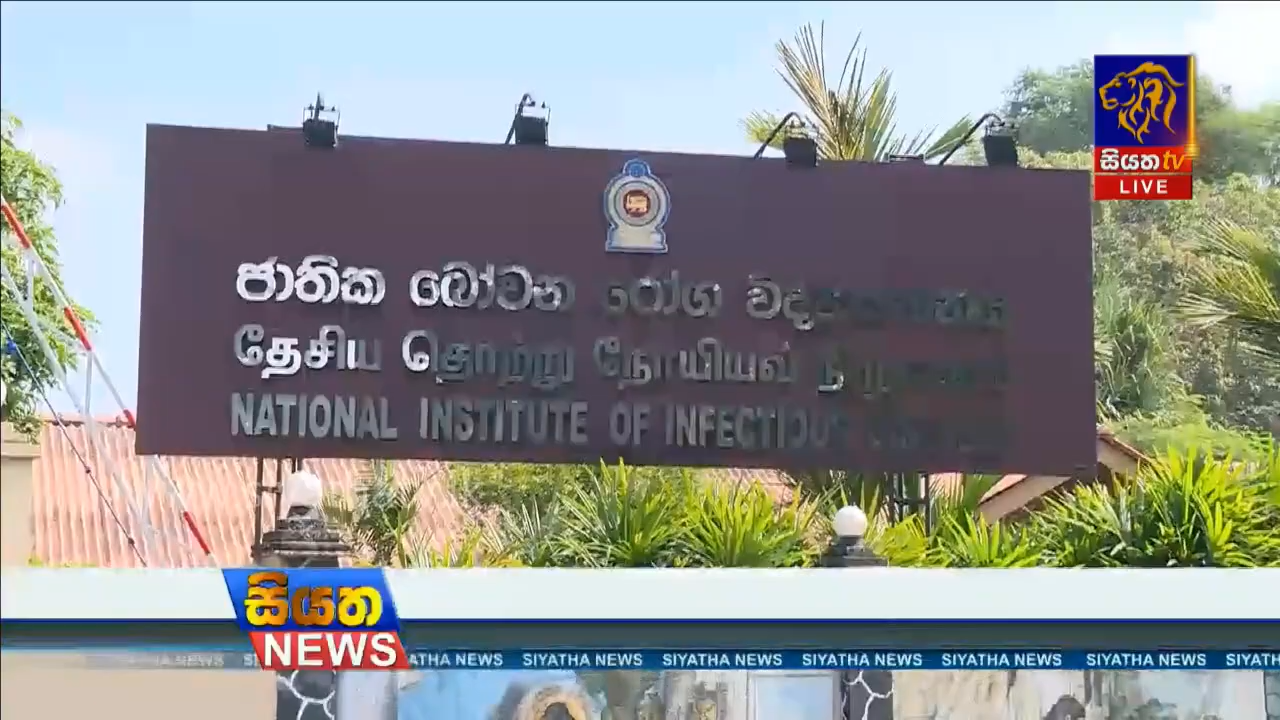 සියත tv
LIVE
ජාතික බෝවන රෝග
தேசிய தொற்று நோயியல்
NATIONAL INSTITUTE OF INFECTIOUS
සියත
NEWS
SIYATHA NEWS SIYATHA NEWS SIYATHA NEWS SIYATHA NEWS SIYATHA NEWS SIYATHA NEWS